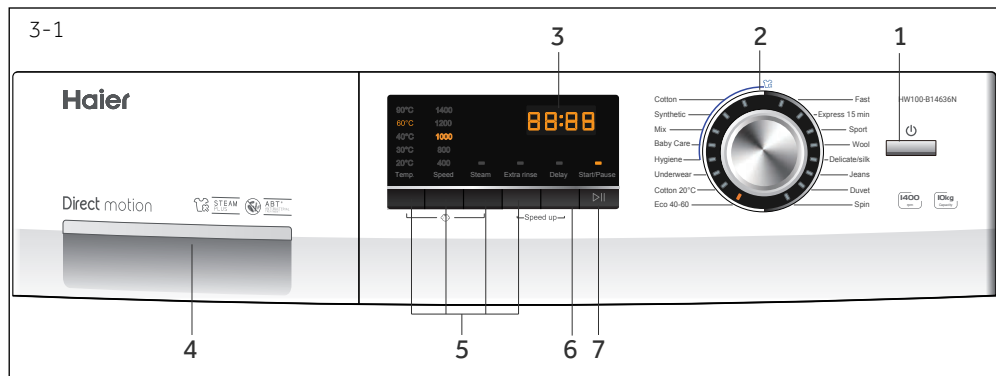 3-1
3
2
1
Haier
HW100-B14636N
90°C 1400
60°C 1200
40°C 1000
30°C 800
20°C 400
Temp. Speed Steam Extra rinse Delay Start/Pause
88:88
Speed up
Cotton
Synthetic
Mix
Baby Care
Hygiene
Underwear
Cotton 20°C
Eco 40-60
Fast
Express 15 min
Sport
Wool
Delicate/silk
Jeans
Duvet
Spin
Direct motion
STEAM
PLUS
ABT®
1400
rpm
10kg
Capacity
4
5
6
7